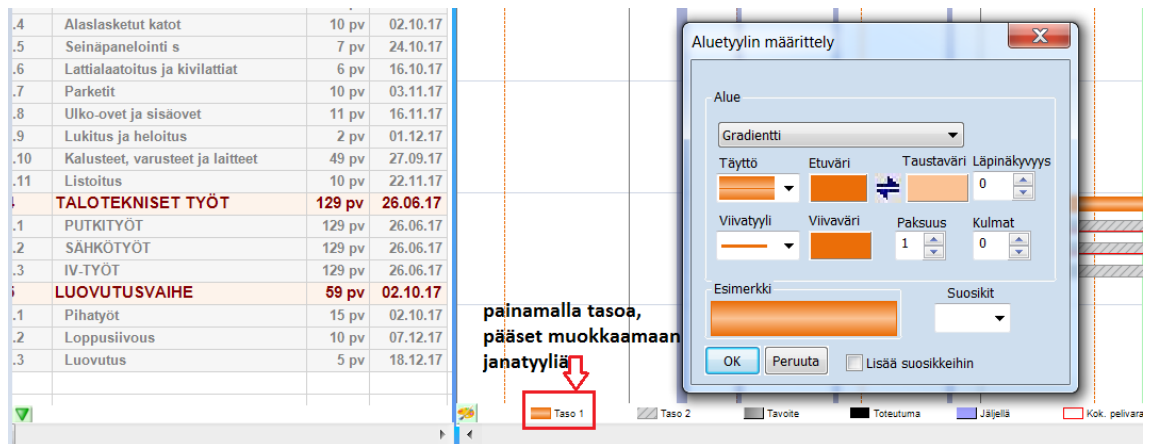 .4 Alaslasketut katot 10 pv 02.10.17
.5 Seinäpanelointi s 7 pv 24.10.17
.6 Lattialaatoitus ja kivilattiat 6 pv 16.10.17
.7 Parketit 10 pv 03.11.17
.8 Ulko-ovet ja sisäovet 11 pv 16.11.17
.9 Lukitus ja heloitus 2 pv 01.12.17
.10 Kalusteet, varusteet ja laitteet 49 pv 27.09.17
.11 Listoitus 10 pv 22.11.17
TALOTEKNISET TYÖT 129 pv 26.06.17
.1 PUTKITYÖT 129 pv 26.06.17
.2 SÄHKÖTYÖT 129 pv 26.06.17
.3 IV-TYÖT 129 pv 26.06.17
LUOVUTUSVAIHE 59 pv 02.10.17
.1 Pihatyöt 15 pv 02.10.17
.2 Loppusiivous 10 pv 07.12.17
.3 Luovutus 5 pv 18.12.17
Aluetyylin määrittely
Alue
Gradientti
Täyttö Etuväri Taustaväri Läpinäkyvyys
0
Viivatyyli Viivaväri Paksuus Kulmat
1 0
Esimerkki Suosikit
OK Peruuta Lisää suosikkeihin
painamalla tasoa,
pääset muokkaamaan
janatyyliä
Taso 1 Taso 2 Tavoite Toteutuma Jäljellä Kok. pelivara